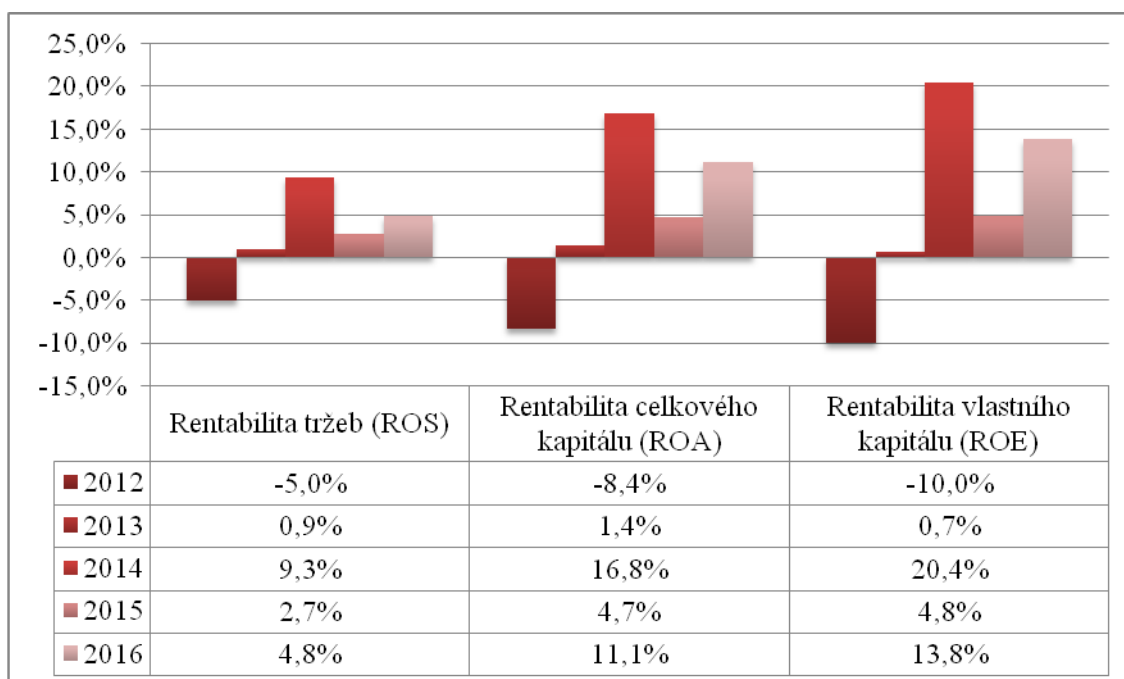 25,0%
20,0%
15,0%
10,0%
5,0%
0,0%
-5,0%
-10,0%
-15,0%
Rentabilita tržeb (ROS)
Rentabilita celkového
kapitálu (ROA)
Rentabilita vlastního
kapitálu (ROE)
2012 -5,0% -8,4% -10,0%
2013 0,9% 1,4% 0,7%
2014 9,3% 16,8% 20,4%
2015 2,7% 4,7% 4,8%
2016 4,8% 11,1% 13,8%